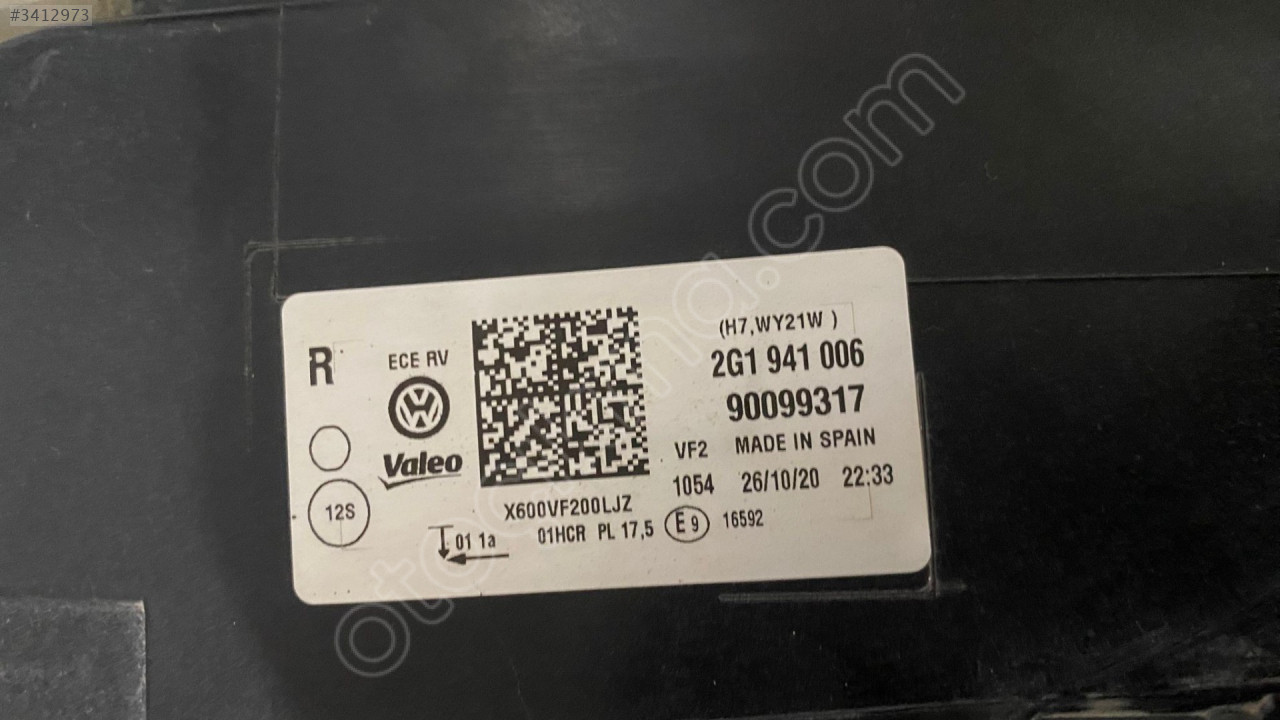 #3412973
R
ECE RV
Valeo
12S
(H7,WY21W )
2G1 941 006
90099317
VF2 MADE IN SPAIN
1054 26/10/20 22:33
X600VF200LJZ
01 1a 01HCR PL 17,5 E9 16592